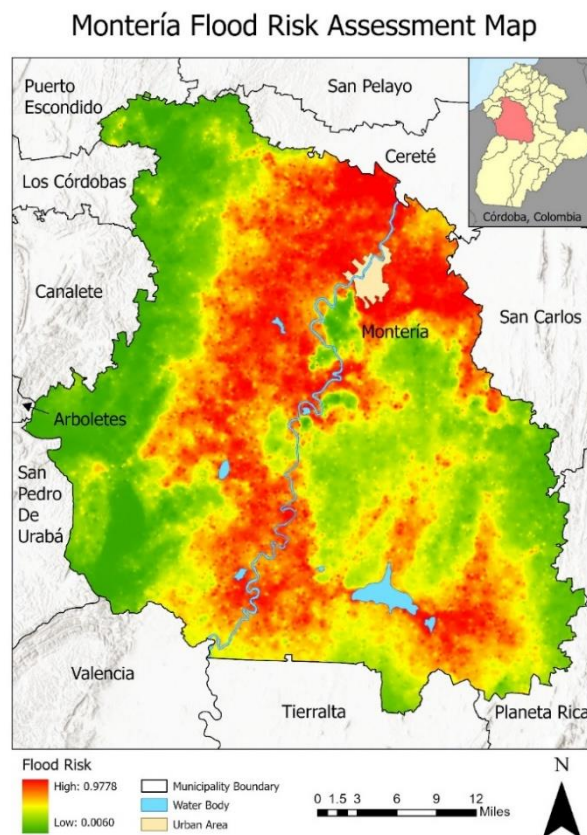 Montería Flood Risk Assessment Map
Puerto
Escondido
San Pelayo
Cereté
Los Córdobas
Córdoba, Colombia
Canalete
San Carlos
Montería
Arboletes
San
Pedro
De
Urabá
Valencia
Tierralta
Planeta Rica
Flood Risk
High: 0.9778
Low: 0.0060
Municipality Boundary
Water Body
Urban Area
0 1.5 3 6 9 12
Miles
N